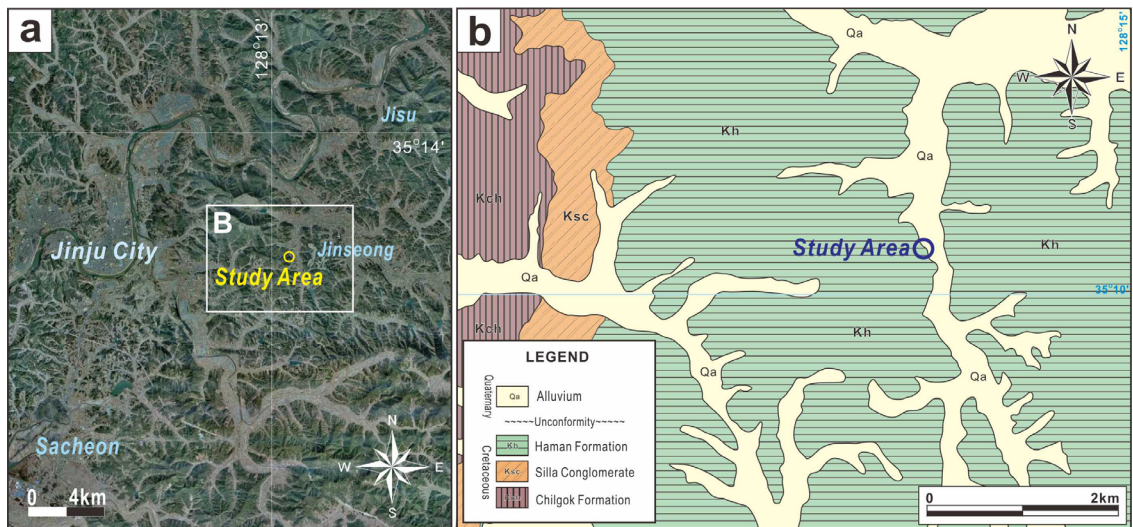 a
128°13'
Jisu
35°14'
B
Jinju City
Jinseong
Study Area
Sacheon
N
W E
S
0 4km
b
Qa
128°15'
N
W E
S
Kh
Qa
Kch
Ksc
Study Area
Kh
Qa
35°10'
Kch
Kh
Qa
Qa
LEGEND
Quaternary
Qa Alluvium
~~~~~Unconformity~~~~~
Cretaceous
Kh Haman Formation
Ksc Silla Conglomerate
Chilgok Formation
0 2km